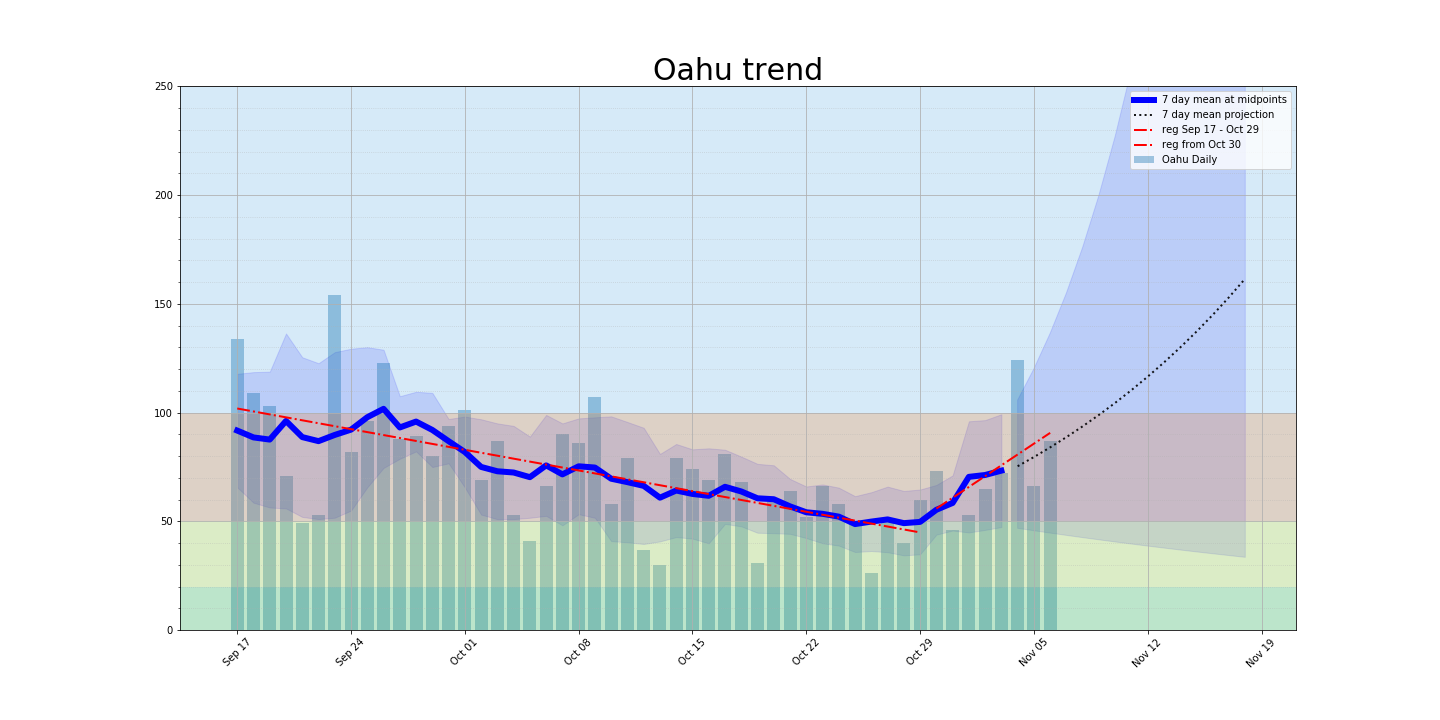 Oahu trend
250
200
150
100
50
0
7 day mean at midpoints
7 day mean projection
reg Sep 17 - Oct 29
reg from Oct 30
Oahu Daily
Sep 17
Sep 24
Oct 01
Oct 08
Oct 15
Oct 22
Oct 29
Nov 05
Nov 12
Nov 19